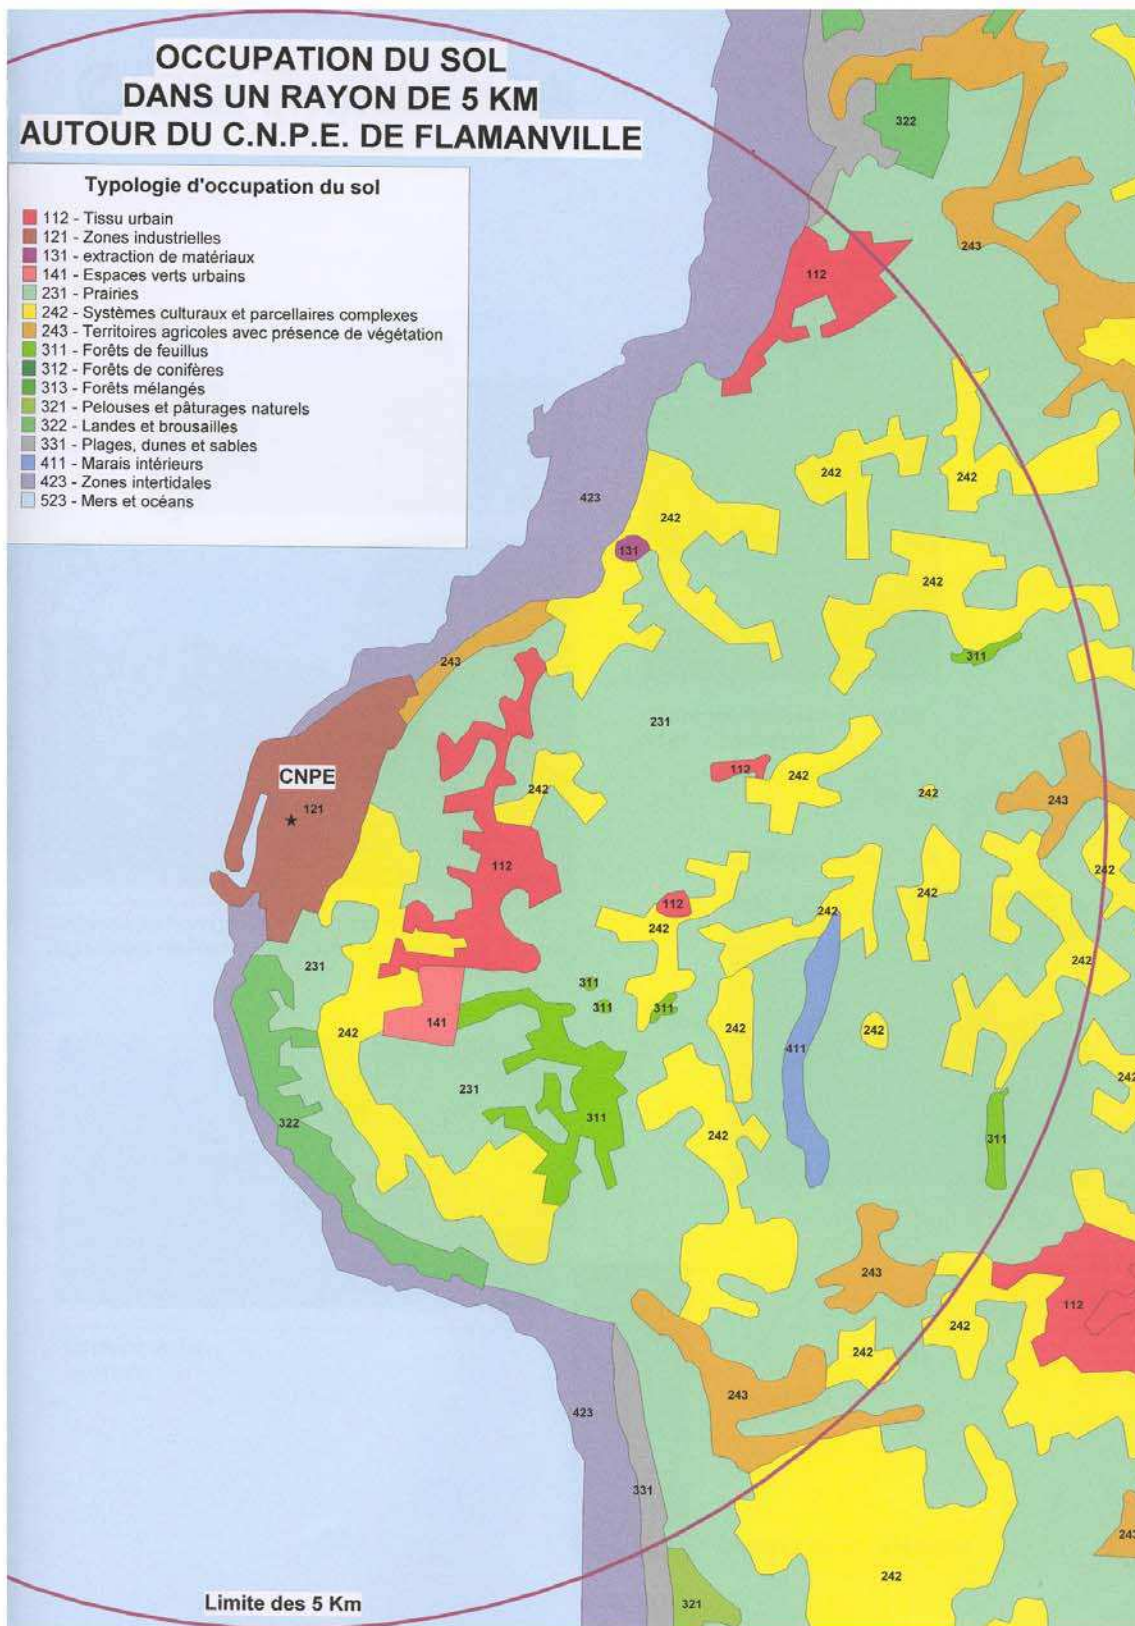 OCCUPATION DU SOL
DANS UN RAYON DE 5 KM
AUTOUR DU C.N.P.E. DE FLAMANVILLE
Typologie d'occupation du sol
112 - Tissu urbain
121 - Zones industrielles
131 - extraction de matériaux
141 - Espaces verts urbains
231 - Prairies
242 - Systèmes culturaux et parcellaires complexes
243 - Territoires agricoles avec présence de végétation
311 - Forêts de feuillus
312 - Forêts de conifères
313 - Forêts mélangés
321 - Pelouses et pâturages naturels
322 - Landes et brousailles
331 - Plages, dunes et sables
411 - Marais intérieurs
423 - Zones intertidales
523 - Mers et océans
322
243
112
242
242
423
242
131
242
311
243
231
112
242
CNPE
242
242
243
121
112
242
242
112
242
242
231
242
311
311
311
141
242
242
242
411
242
231
311
322
242
311
243
112
242
242
243
423
331
243
242
321
Limite des 5 Km